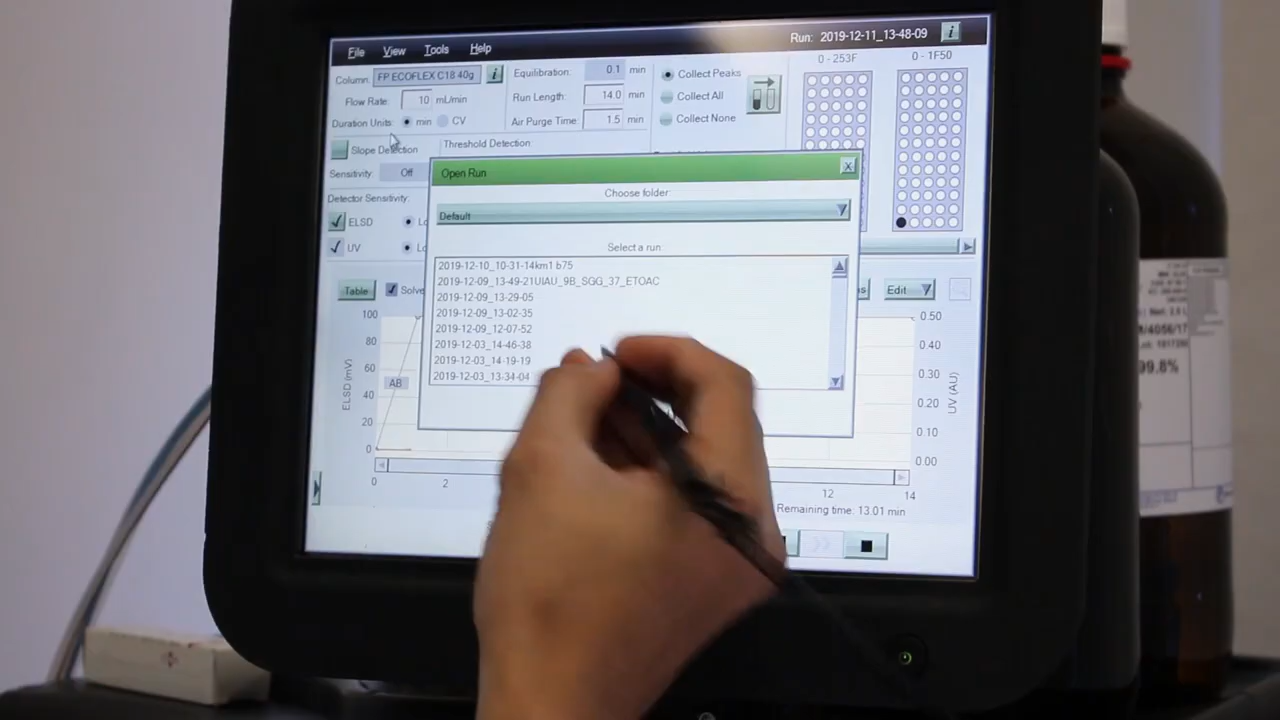 File View Tools Help Run: 2019-12-11_13-48-09 i
Column: FP ECOFLEX C18 40g i Equilibration: 0.1 min Collect Peaks 0 - 253F 0 - 1F50
Flow Rate: 10 mL/min Run Length: 14.0 min Collect All
Duration Units: min CV Air Purge Time 1.5 min Collect None
Slope Detection Threshold Detection:
Sensitivity: Off
Detector Sensitivity:
ELSD
UV
Open Run X
Choose folder:
Default
Select a run:
2019-12-10_10-31-14km1 b75
2019-12-09_13-49-21UIAU_9B_SGG_37_ETOAC
2019-12-09_13-29-05
2019-12-09_13-02-35
2019-12-09_12-07-52
2019-12-03_14-46-38
2019-12-03_14-19-19
2019-12-03_13-34-04
Table Edit
100 0.50
80 0.40
60 0.30
AB
40 0.20
20 0.10
0 0.00
ELSD (mV)
UV (AU)
0 2 12 14
Remaining time: 13.01 min
M/4056/17
99.8%